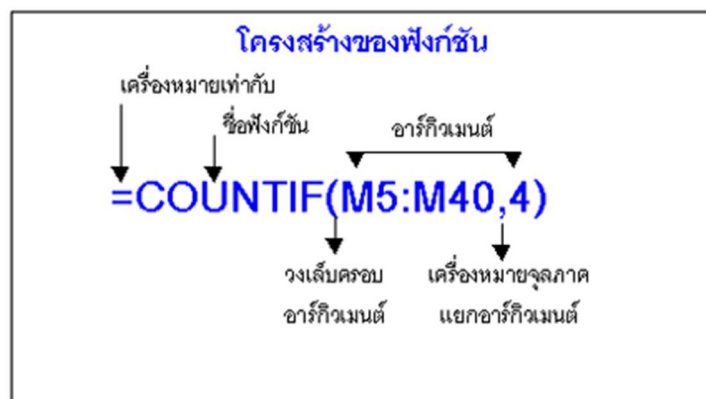 โครงสร้างของฟังก์ชัน
เครื่องหมายเท่ากับ
ชื่อฟังก์ชัน
อาร์กิวเมนต์
=COUNTIF(M5:M40,4)
วงเล็บครอบ
อาร์กิวเมนต์
เครื่องหมายจุลภาค
แยกอาร์กิวเมนต์